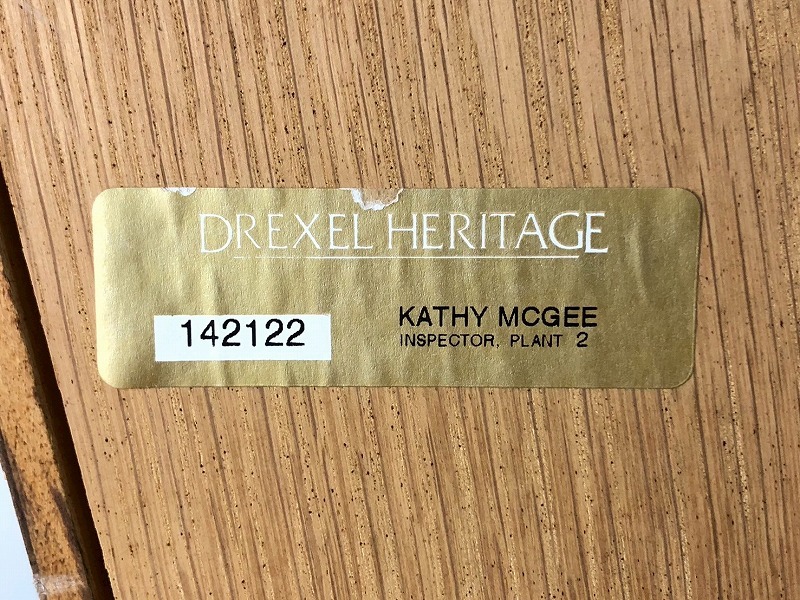 DREXEL HERITAGE
142122
KATHY MCGEE
INSPECTOR, PLANT 2